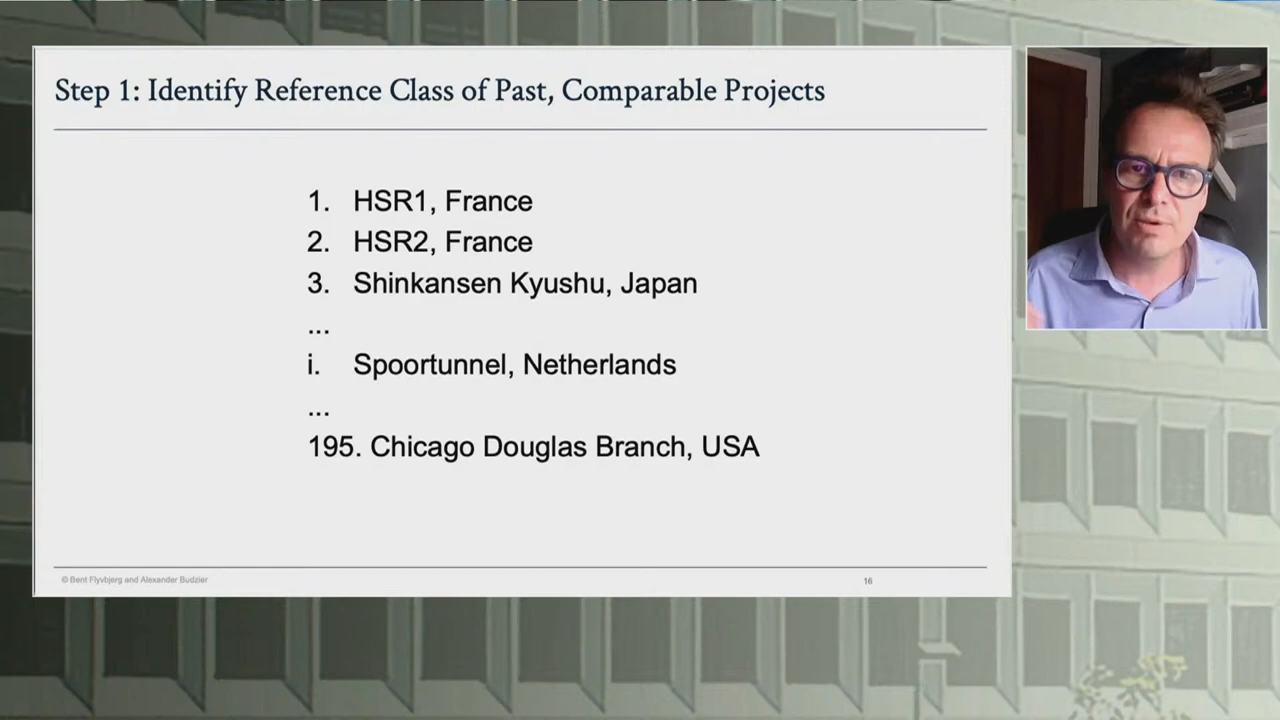 Step 1: Identify Reference Class of Past, Comparable Projects
1. HSR1, France
2. HSR2, France
3. Shinkansen Kyushu, Japan
...
i. Spoortunnel, Netherlands
...
195. Chicago Douglas Branch, USA
© Bent Flyvbjerg and Alexander Budzier
16